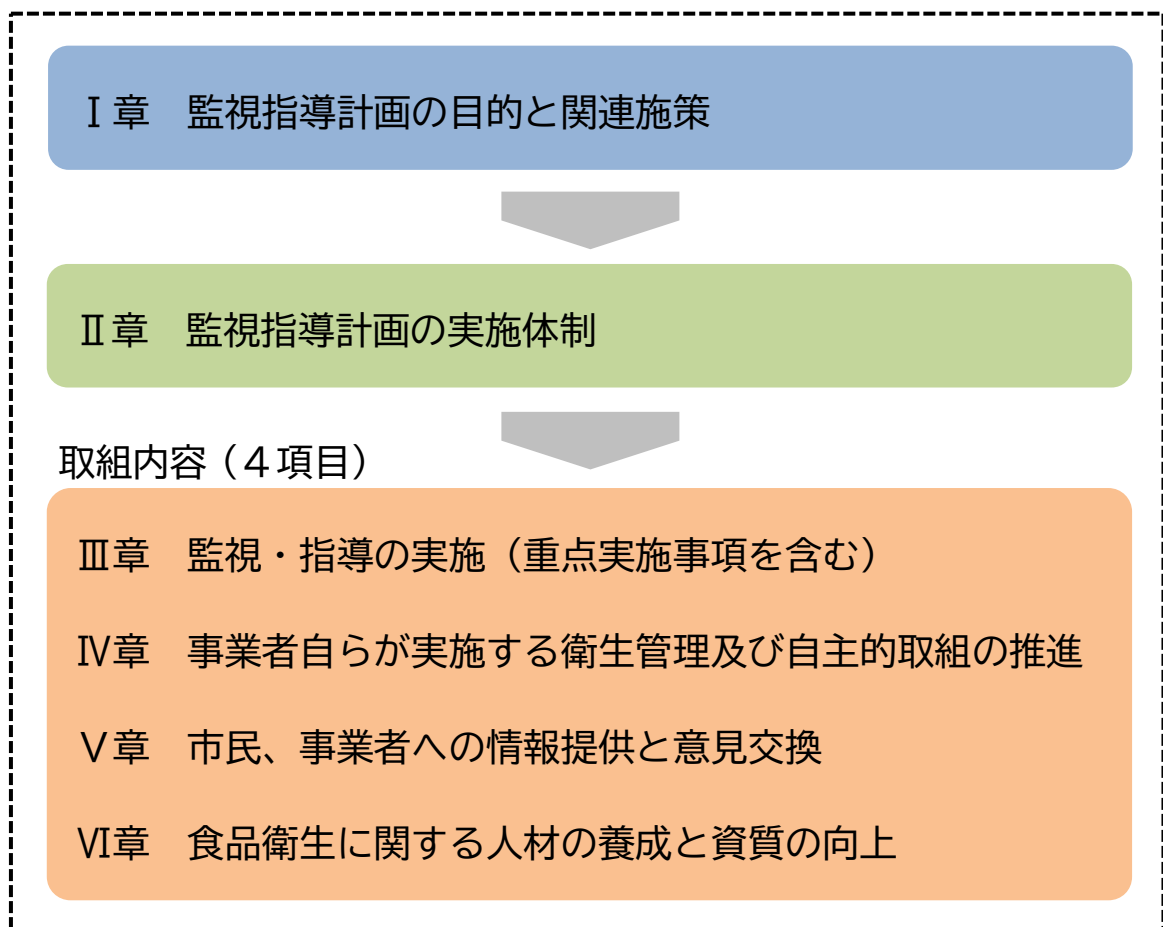 Ⅰ章　監視指導計画の目的と関連施策
Ⅱ章　監視指導計画の実施体制
取組内容（４項目）
Ⅲ章　監視・指導の実施（重点実施事項を含む）
Ⅳ章　事業者自らが実施する衛生管理及び自主的取組の推進
Ⅴ章　市民、事業者への情報提供と意見交換
Ⅵ章　食品衛生に関する人材の養成と資質の向上